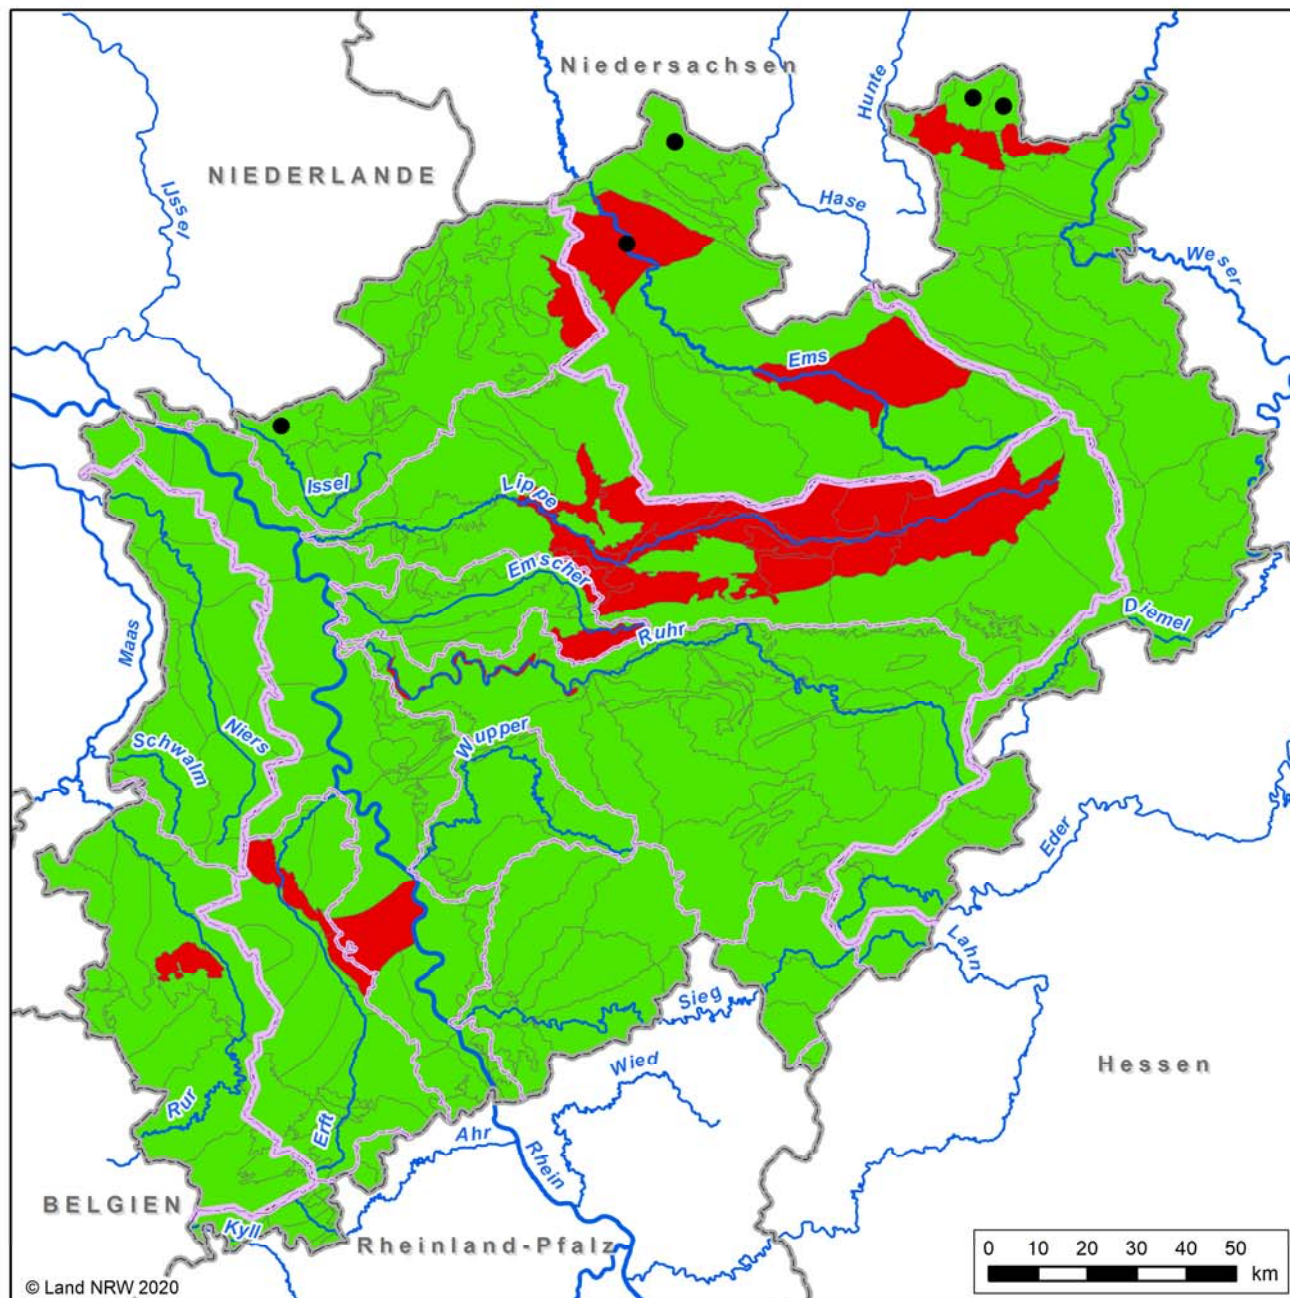 Niedersachsen
Hunte
NIEDERLANDE
IJssel
Hase
Weser
Ems
Issel
Lippe
Emscher
Ruhr
Diemel
Maas
Niers
Schwalm
Wupper
Eder
Lahn
Sieg
Wied
Hessen
Rur
Erft
Ahr
Rhein
BELGIEN
Kyll
Rheinland-Pfalz
0 10 20 30 40 50
km
© Land NRW 2020